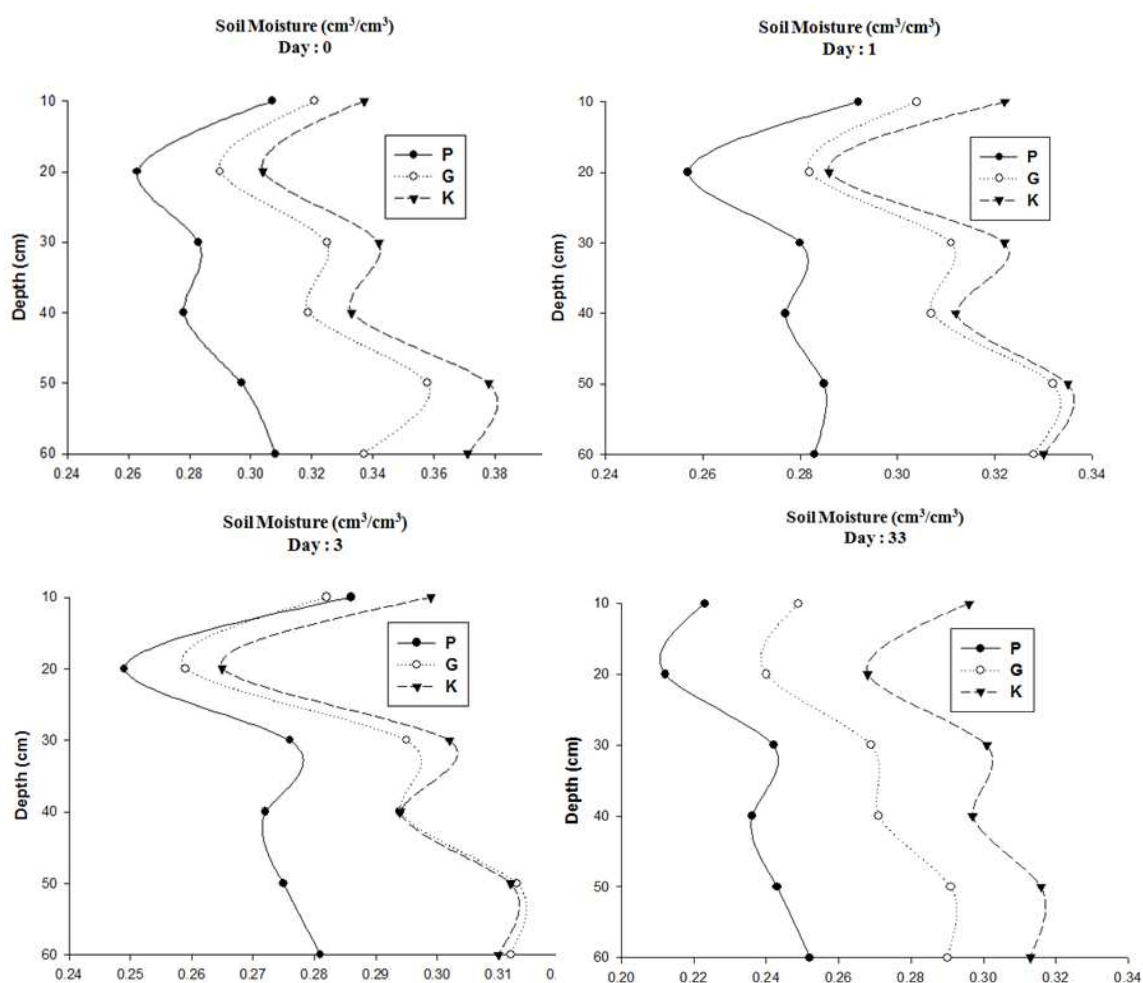 Soil Moisture (cm³/cm³)
Day : 0
10
20
30
40
50
60
Depth (cm)
P
G
K
0.24 0.26 0.28 0.30 0.32 0.34 0.36 0.38
Soil Moisture (cm³/cm³)
Day : 1
10
20
30
40
50
60
Depth (cm)
P
G
K
0.24 0.26 0.28 0.30 0.32 0.34
Soil Moisture (cm³/cm³)
Day : 3
10
20
30
40
50
60
Depth (cm)
P
G
K
0.24 0.25 0.26 0.27 0.28 0.29 0.30 0.31 0.
Soil Moisture (cm³/cm³)
Day : 33
10
20
30
40
50
60
Depth (cm)
P
G
K
0.20 0.22 0.24 0.26 0.28 0.30 0.32 0.34